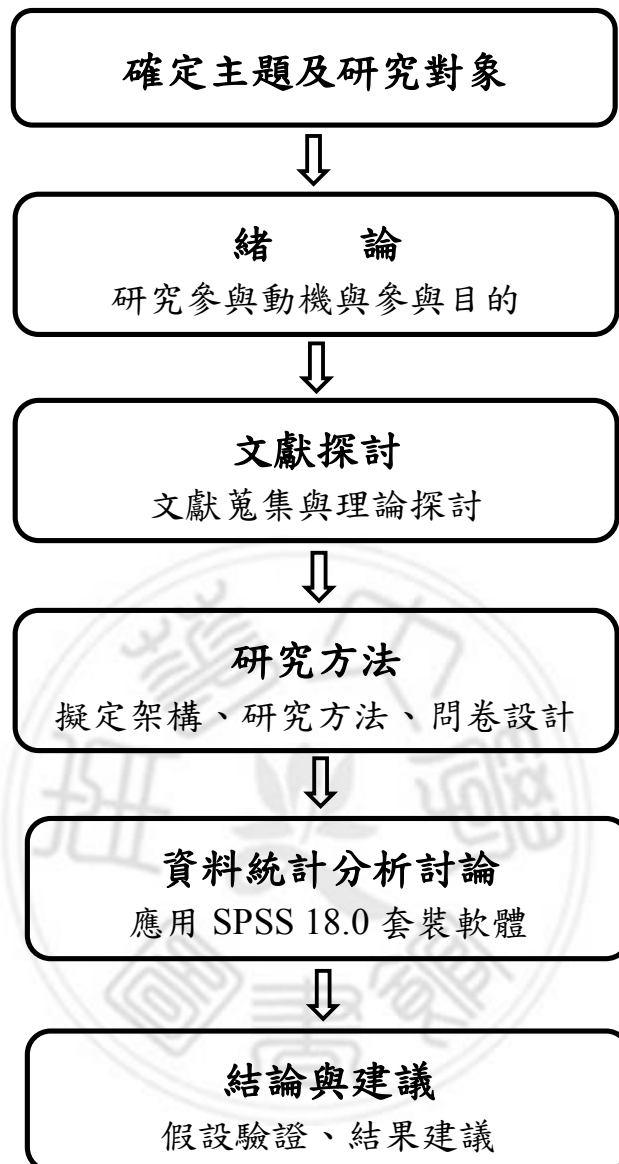 確定主題及研究對象
緒 論
研究參與動機與參與目的
文獻探討
文獻蒐集與理論探討
研究方法
擬定架構、研究方法、問卷設計
資料統計分析討論
應用 SPSS 18.0 套裝軟體
結論與建議
假設驗證、結果建議